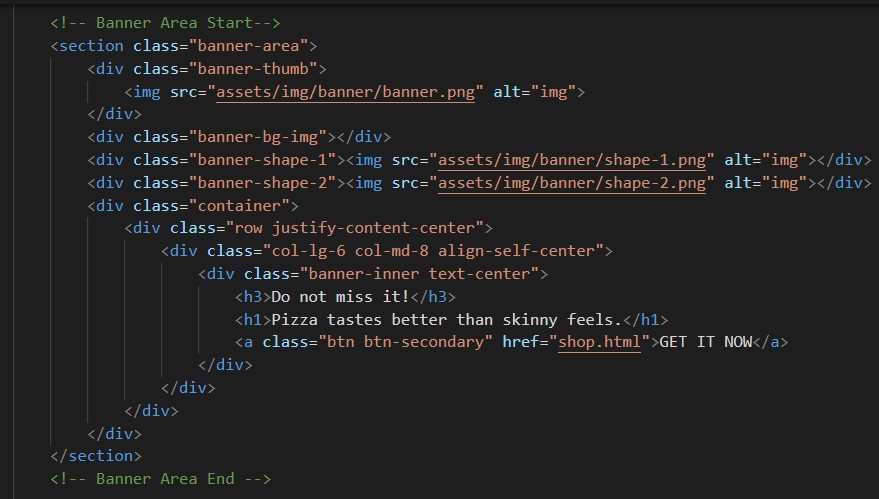 <!-- Banner Area Start-->
<section class="banner-area">
    <div class="banner-thumb">
        <img src="assets/img/banner/banner.png" alt="img">
    </div>
    <div class="banner-bg-img"></div>
    <div class="banner-shape-1"><img src="assets/img/banner/shape-1.png" alt="img"></div>
    <div class="banner-shape-2"><img src="assets/img/banner/shape-2.png" alt="img"></div>
    <div class="container">
        <div class="row justify-content-center">
            <div class="col-lg-6 col-md-8 align-self-center">
                <div class="banner-inner text-center">
                    <h3>Do not miss it!</h3>
                    <h1>Pizza tastes better than skinny feels.</h1>
                    <a class="btn btn-secondary" href="shop.html">GET IT NOW</a>
                </div>
            </div>
        </div>
    </div>
</section>
<!-- Banner Area End -->